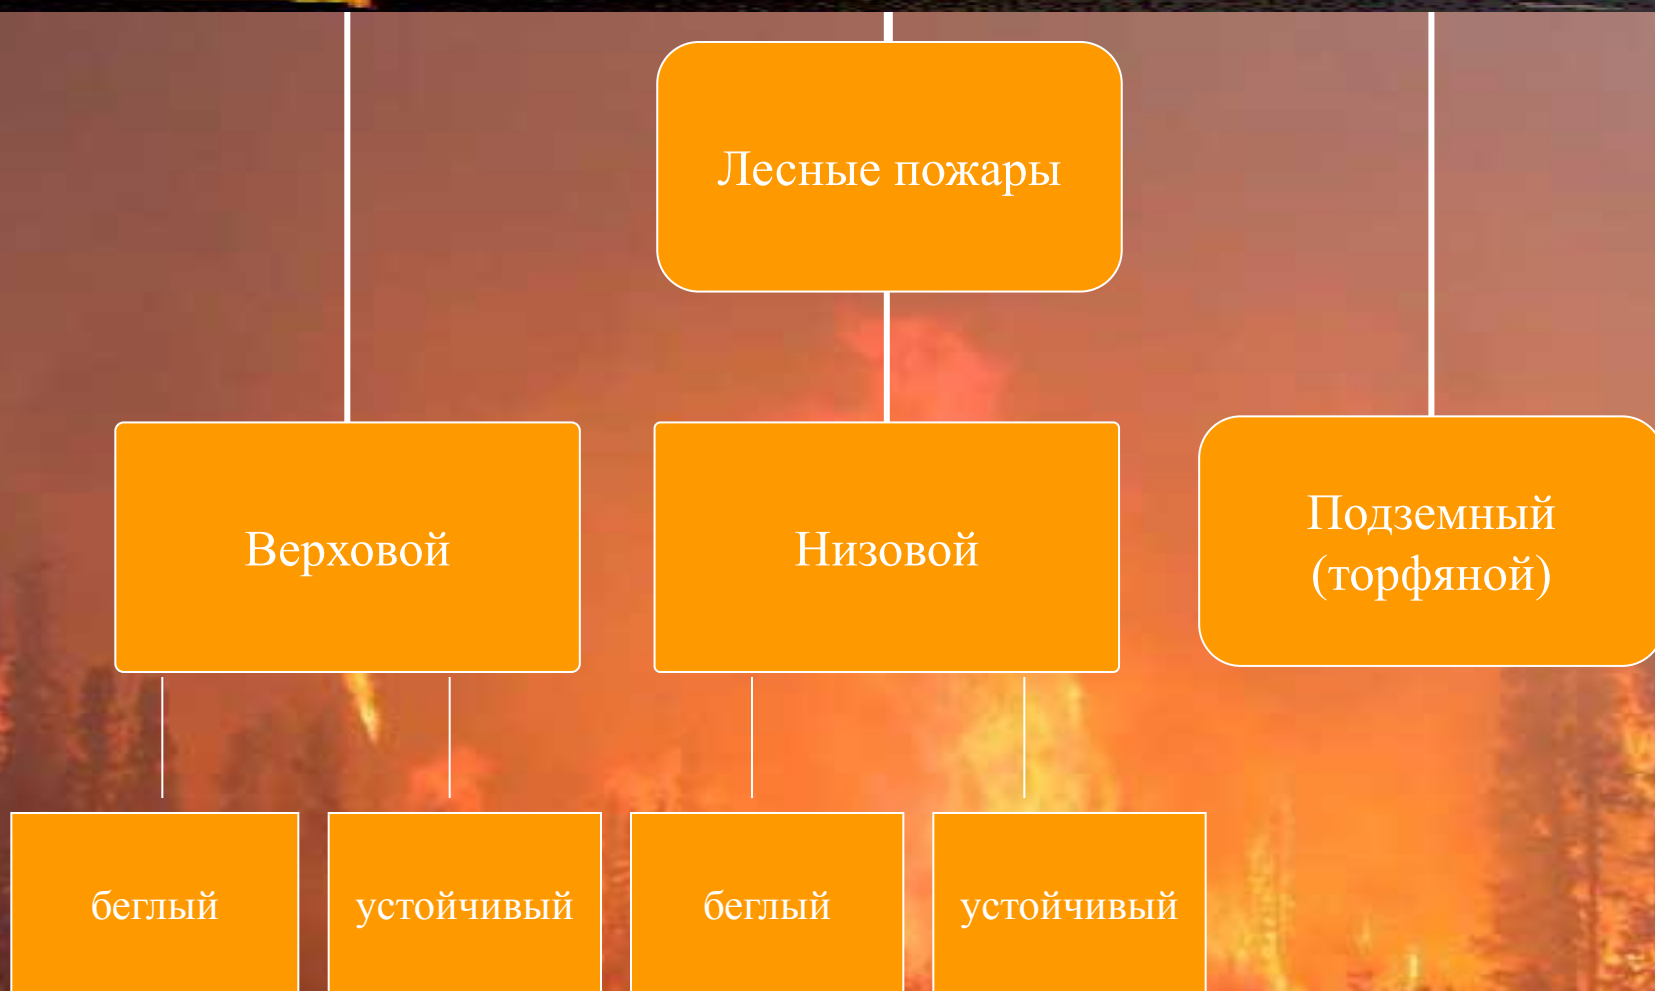 Лесные пожары
Верховой
Низовой
Подземный
(торфяной)
беглый
устойчивый
беглый
устойчивый